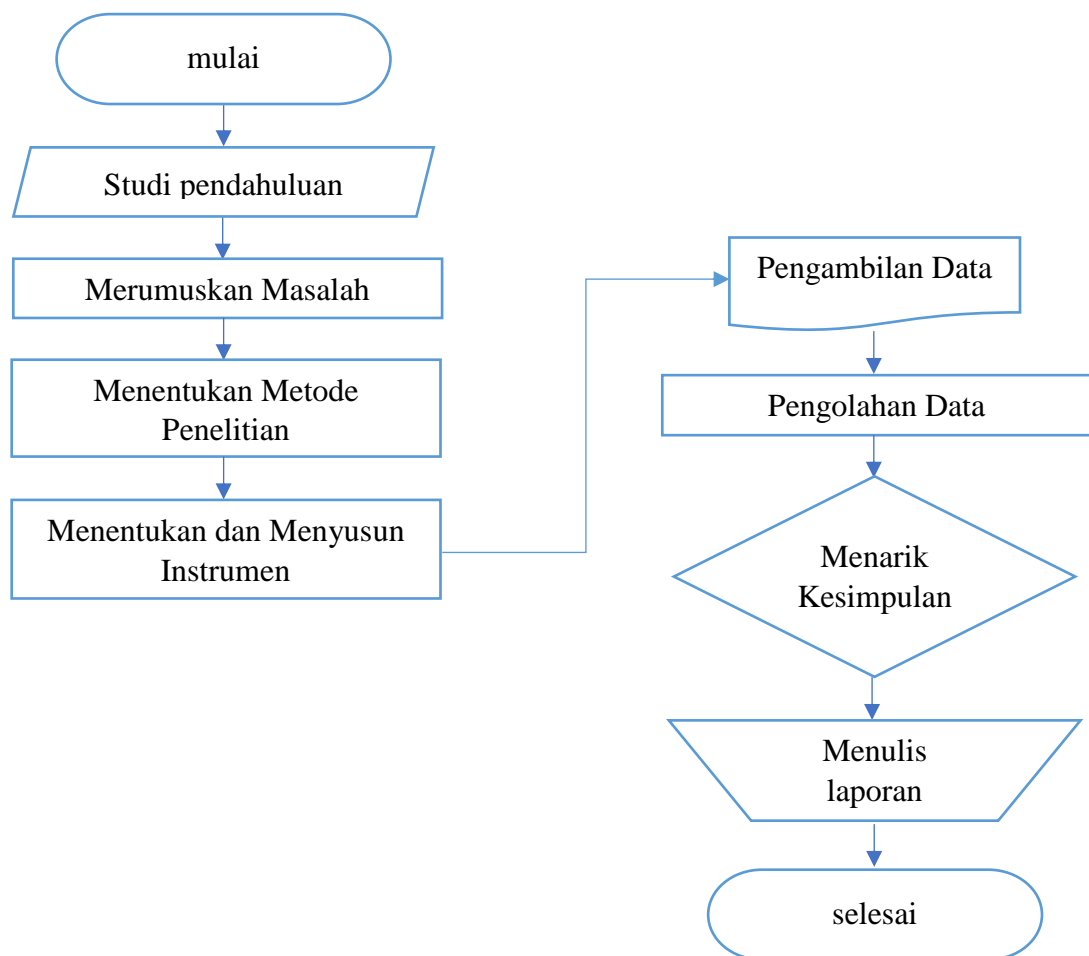 mulai
Studi pendahuluan
Merumuskan Masalah
Menentukan Metode
Penelitian
Menentukan dan Menyusun
Instrumen
Pengambilan Data
Pengolahan Data
Menarik
Kesimpulan
Menulis
laporan
selesai